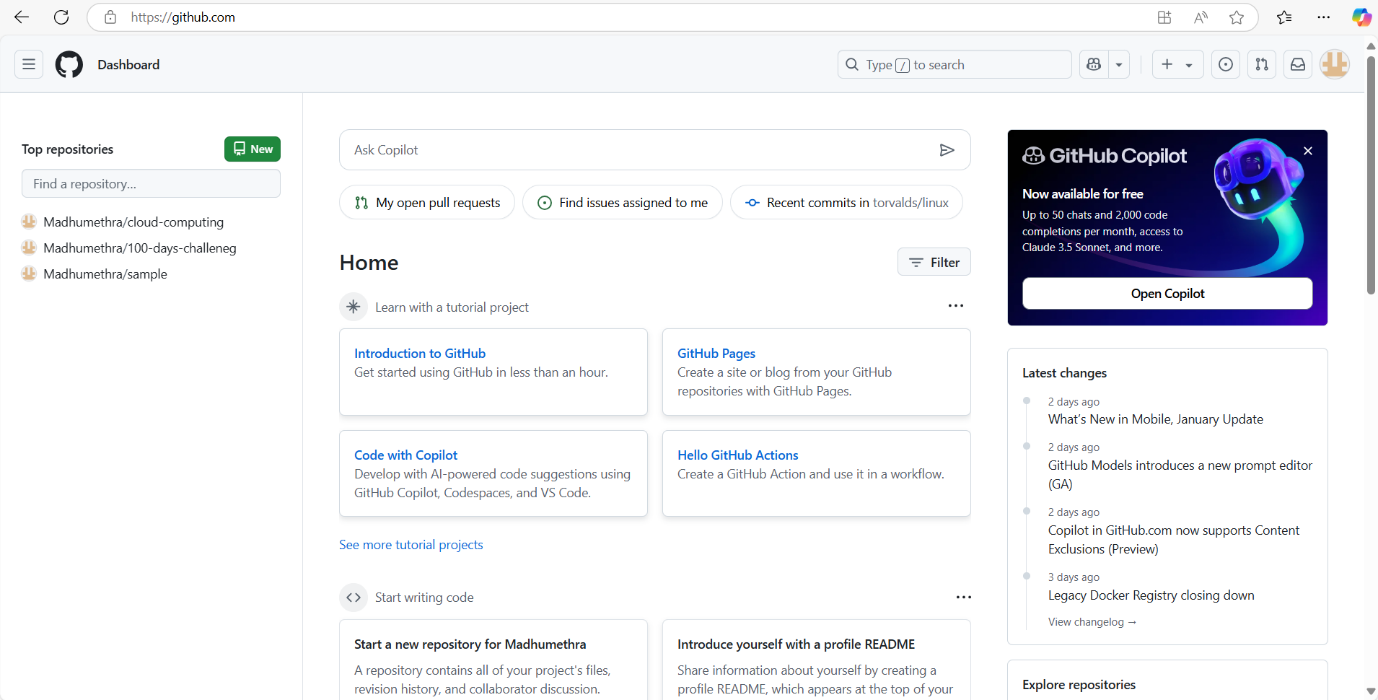 https://github.com
Dashboard
Type / to search
Top repositories
New
Find a repository...
Madhumethra/cloud-computing
Madhumethra/100-days-challeneg
Madhumethra/sample
Ask Copilot
My open pull requests
Find issues assigned to me
Recent commits in torvalds/linux
Home
Filter
Learn with a tutorial project
Introduction to GitHub
Get started using GitHub in less than an hour.
GitHub Pages
Create a site or blog from your GitHub
repositories with GitHub Pages.
Code with Copilot
Develop with AI-powered code suggestions using
GitHub Copilot, Codespaces, and VS Code.
Hello GitHub Actions
Create a GitHub Action and use it in a workflow.
See more tutorial projects
Start writing code
Start a new repository for Madhumethra
A repository contains all of your project's files,
revision history, and collaborator discussion.
Introduce yourself with a profile README
Share information about yourself by creating a
profile README, which appears at the top of your
GitHub Copilot
Now available for free
Up to 50 chats and 2,000 code
completions per month, access to
Claude 3.5 Sonnet, and more.
Open Copilot
Latest changes
2 days ago
What's New in Mobile, January Update
2 days ago
GitHub Models introduces a new prompt editor
(GA)
2 days ago
Copilot in GitHub.com now supports Content
Exclusions (Preview)
3 days ago
Legacy Docker Registry closing down
View changelog →
Explore repositories